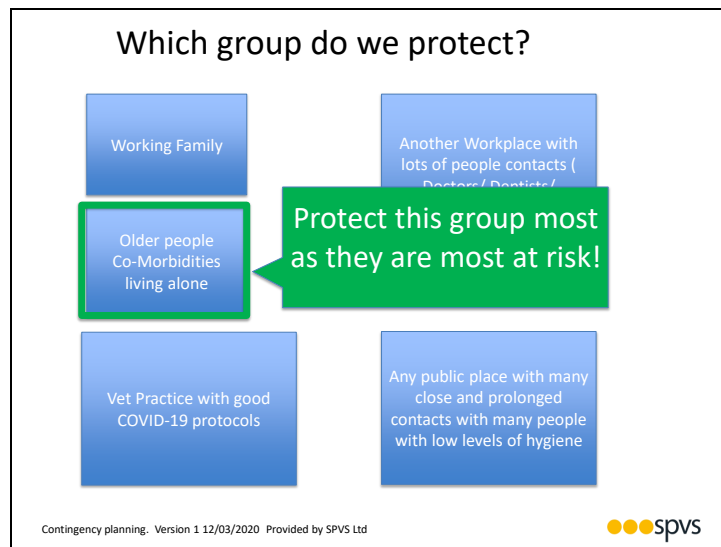 Which group do we protect?
Working Family
Another Workplace with
lots of people contacts (
Doctors/ Dentists/
Older people
Co-Morbidities
living alone
Protect this group most
as they are most at risk!
Vet Practice with good
COVID-19 protocols
Any public place with many
close and prolonged
contacts with many people
with low levels of hygiene
Contingency planning. Version 1 12/03/2020 Provided by SPVS Ltd
spvs